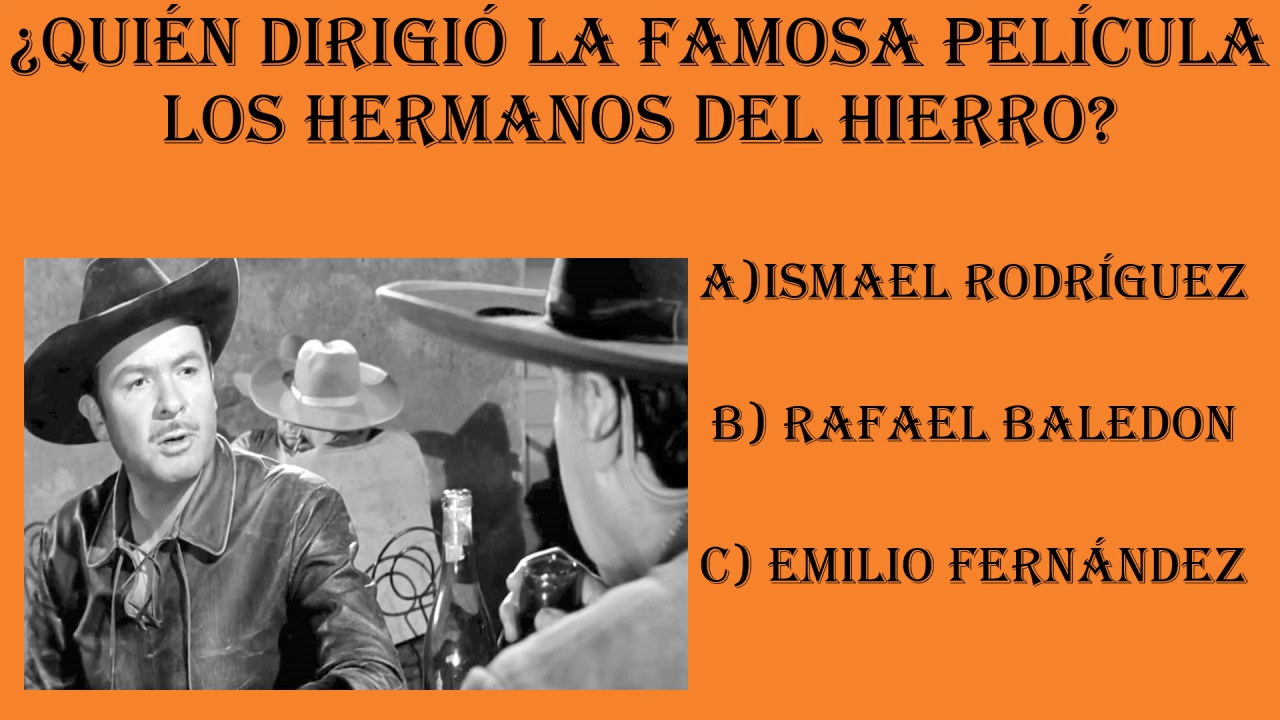 ¿QUIÉN DIRIGIÓ LA FAMOSA PELÍCULA
LOS HERMANOS DEL HIERRO?
A)ISMAEL RODRÍGUEZ
B) RAFAEL BALEDON
C) EMILIO FERNÁNDEZ